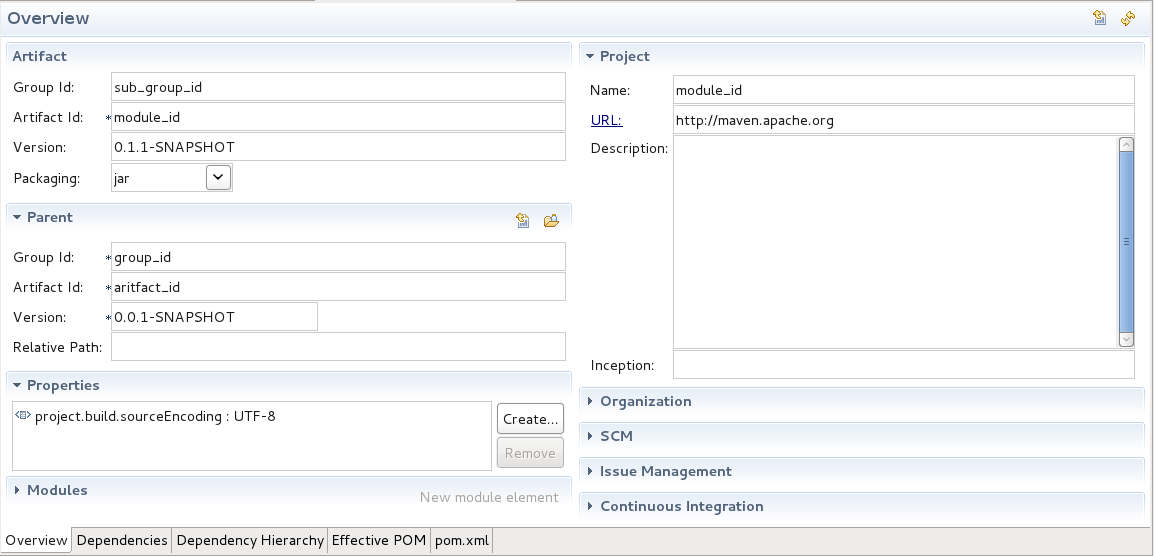 Overview
Artifact
Group Id: sub_group_id
Artifact Id: *module_id
Version: 0.1.1-SNAPSHOT
Packaging: jar
Parent
Group Id: *group_id
Artifact Id: *aritfact_id
Version: *0.0.1-SNAPSHOT
Relative Path:
Properties
project.build.sourceEncoding : UTF-8
Create...
Remove
Modules
New module element
Project
Name: module_id
URL: http://maven.apache.org
Description:
Inception:
Organization
SCM
Issue Management
Continuous Integration
Overview Dependencies Dependency Hierarchy Effective POM pom.xml